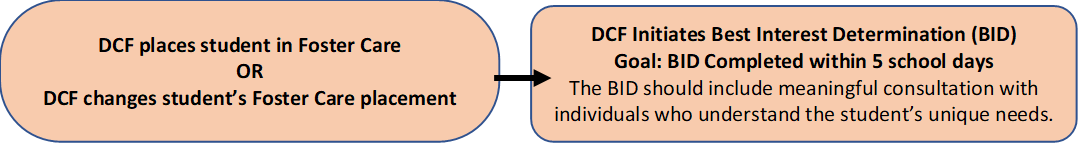 DCF places student in Foster Care
OR
DCF changes student’s Foster Care placement
DCF Initiates Best Interest Determination (BID)
Goal: BID Completed within 5 school days
The BID should include meaningful consultation with
individuals who understand the student’s unique needs.